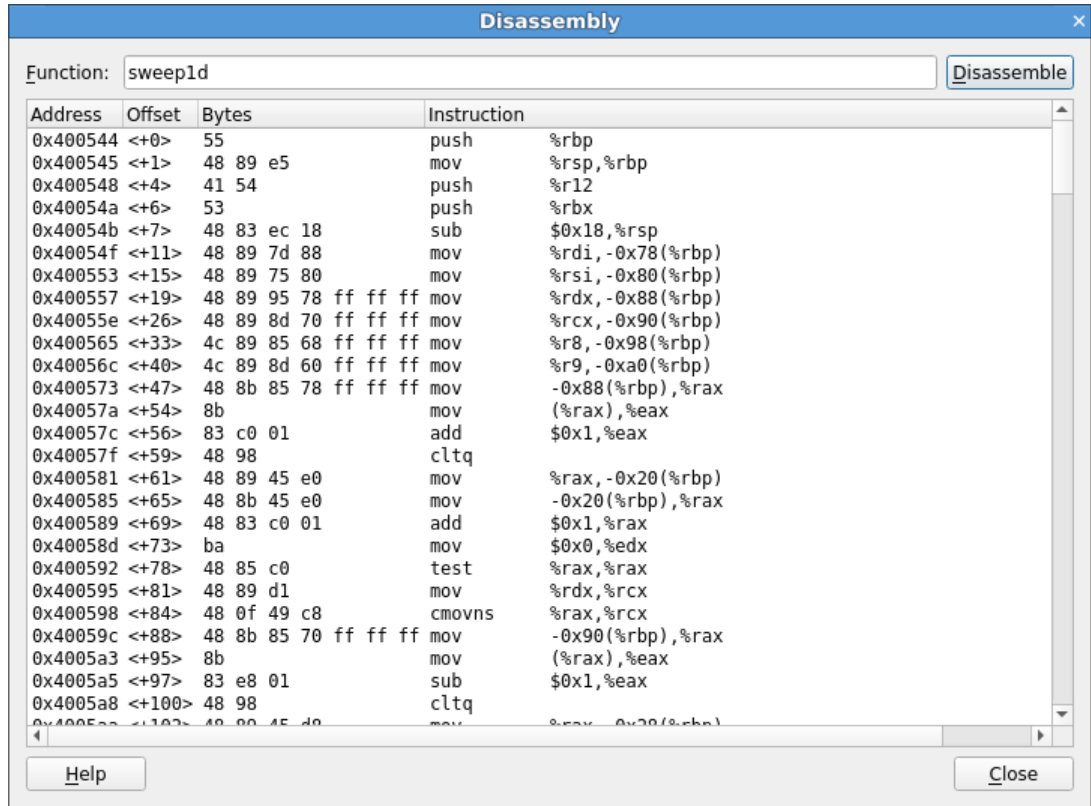 Disassembly
Function: sweep1d Disassemble
Address Offset Bytes Instruction
0x400544 <+0> 55 push %rbp
0x400545 <+1> 48 89 e5 mov %rsp,%rbp
0x400548 <+4> 41 54 push %r12
0x40054a <+6> 53 push %rbx
0x40054b <+7> 48 83 ec 18 sub $0x18,%rsp
0x40054f <+11> 48 89 7d 88 mov %rdi,-0x78(%rbp)
0x400553 <+15> 48 89 75 80 mov %rsi,-0x80(%rbp)
0x400557 <+19> 48 89 95 78 ff ff ff mov %rdx,-0x88(%rbp)
0x40055e <+26> 48 89 8d 70 ff ff ff mov %rcx,-0x90(%rbp)
0x400565 <+33> 4c 89 85 68 ff ff ff mov %r8,-0x98(%rbp)
0x40056c <+40> 4c 89 8d 60 ff ff ff mov %r9,-0xa0(%rbp)
0x400573 <+47> 48 8b 85 78 ff ff ff mov -0x88(%rbp),%rax
0x40057a <+54> 8b mov (%rax),%eax
0x40057c <+56> 83 c0 01 add $0x1,%eax
0x40057f <+59> 48 98 cltq
0x400581 <+61> 48 89 45 e0 mov %rax,-0x20(%rbp)
0x400585 <+65> 48 8b 45 e0 mov -0x20(%rbp),%rax
0x400589 <+69> 48 83 c0 01 add $0x1,%rax
0x40058d <+73> ba mov $0x0,%edx
0x400592 <+78> 48 85 c0 test %rax,%rax
0x400595 <+81> 48 89 d1 mov %rdx,%rcx
0x400598 <+84> 48 0f 49 c8 cmovns %rax,%rcx
0x40059c <+88> 48 8b 85 70 ff ff ff mov -0x90(%rbp),%rax
0x4005a3 <+95> 8b mov (%rax),%eax
0x4005a5 <+97> 83 e8 01 sub $0x1,%eax
0x4005a8 <+100> 48 98 cltq
Help Close